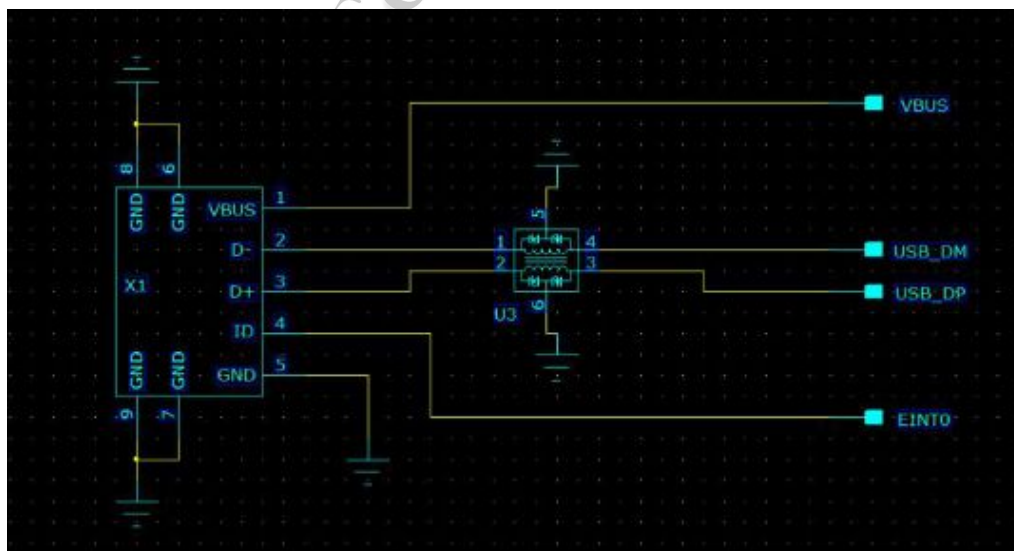 VBUS
8
6
GND
GND
VBUS
1
5
D-
2
1
4
USB_DM
2
3
X1
D+
3
USB_DP
6
U3
ID
4
GND
GND
GND
5
9
7
EINT0